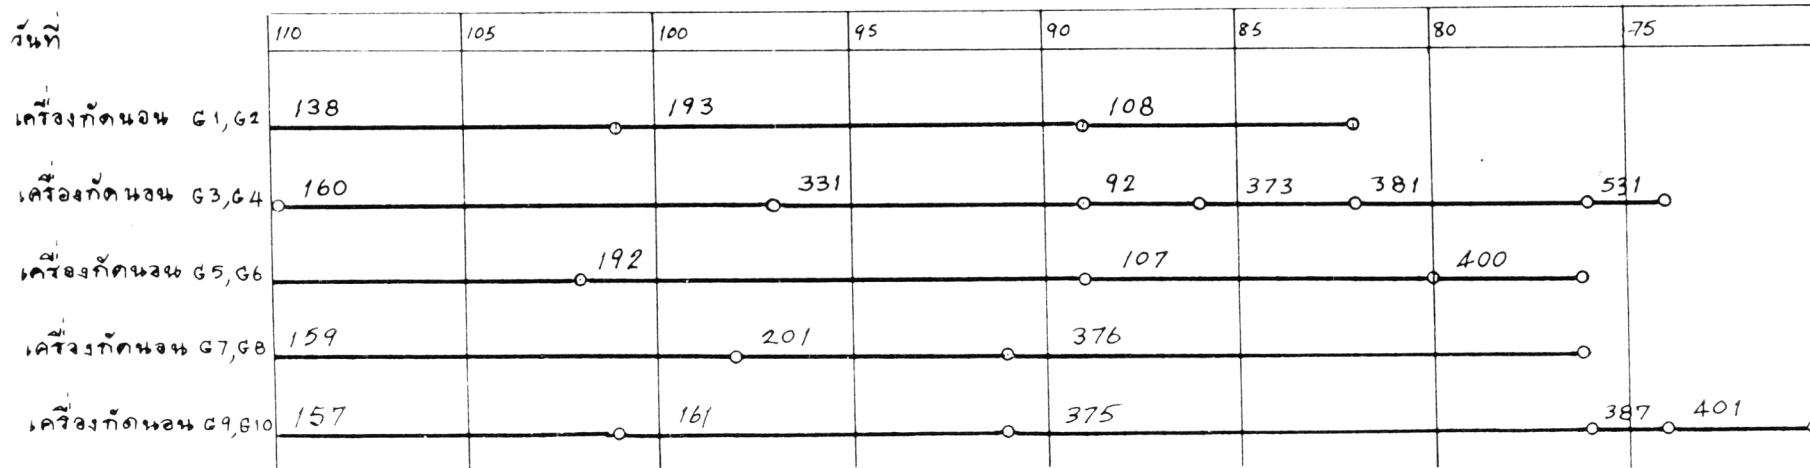 วันที่ 110 105 100 95 90 85 80 75
เครื่องกัดนอน G1,G2 138 193 108
เครื่องกัดนอน G3,G4 160 331 92 373 381 531
เครื่องกัดนอน G5,G6 192 107 400
เครื่องกัดนอน G7,G8 159 201 376
เครื่องกัดนอน G9,G10 157 161 375 387 401